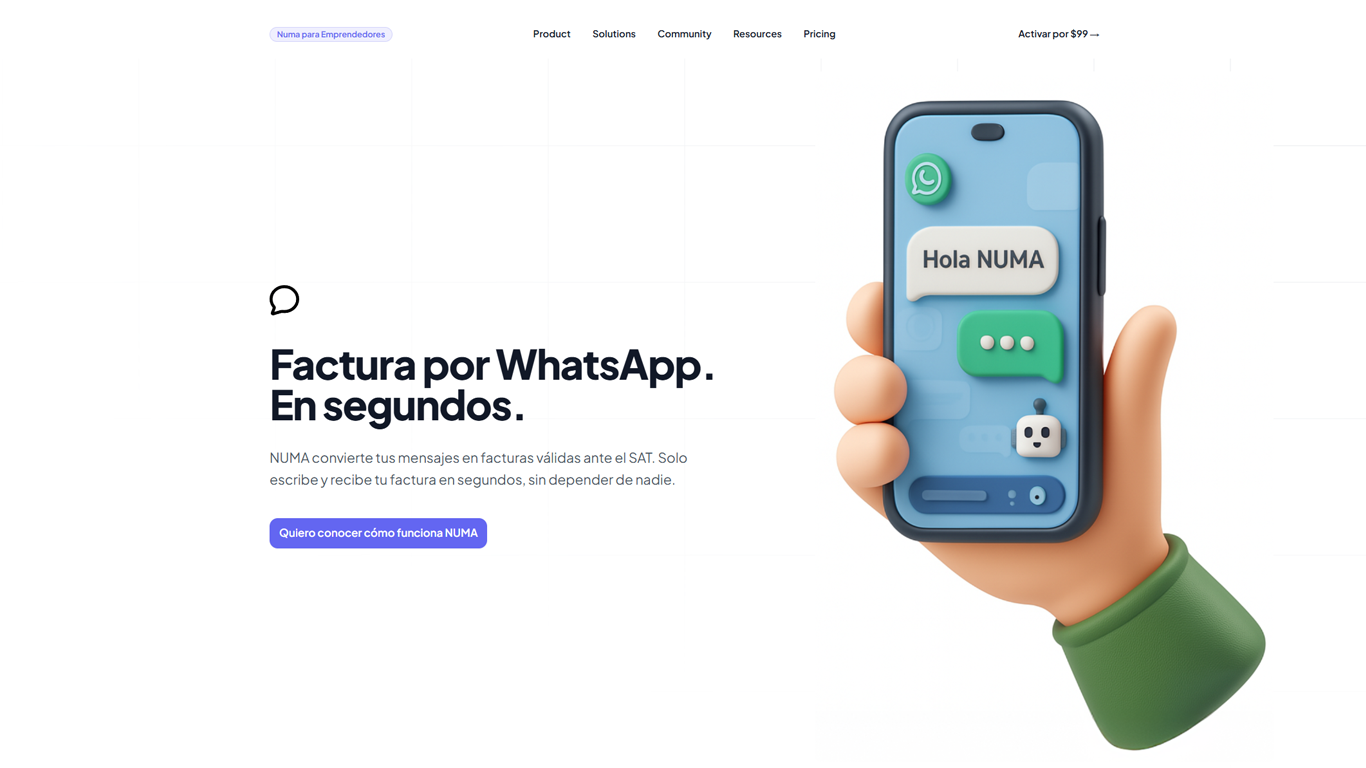 Numa para Emprendedores
Product
Solutions
Community
Resources
Pricing
Activar por $99 →
Factura por WhatsApp.
En segundos.
NUMA convierte tus mensajes en facturas válidas ante el SAT. Solo
escribe y recibe tu factura en segundos, sin depender de nadie.
Quiero conocer cómo funciona NUMA
Hola NUMA